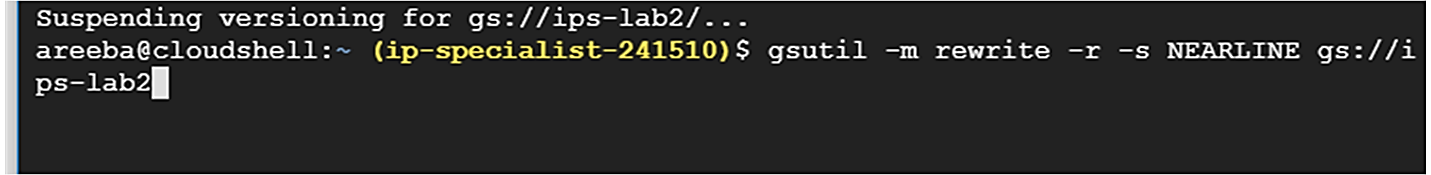 Suspending versioning for gs://ips-lab2/...
areeba@cloudshell:~ (ip-specialist-241510)$ gsutil -m rewrite -r -s NEARLINE gs://i
ps-lab2